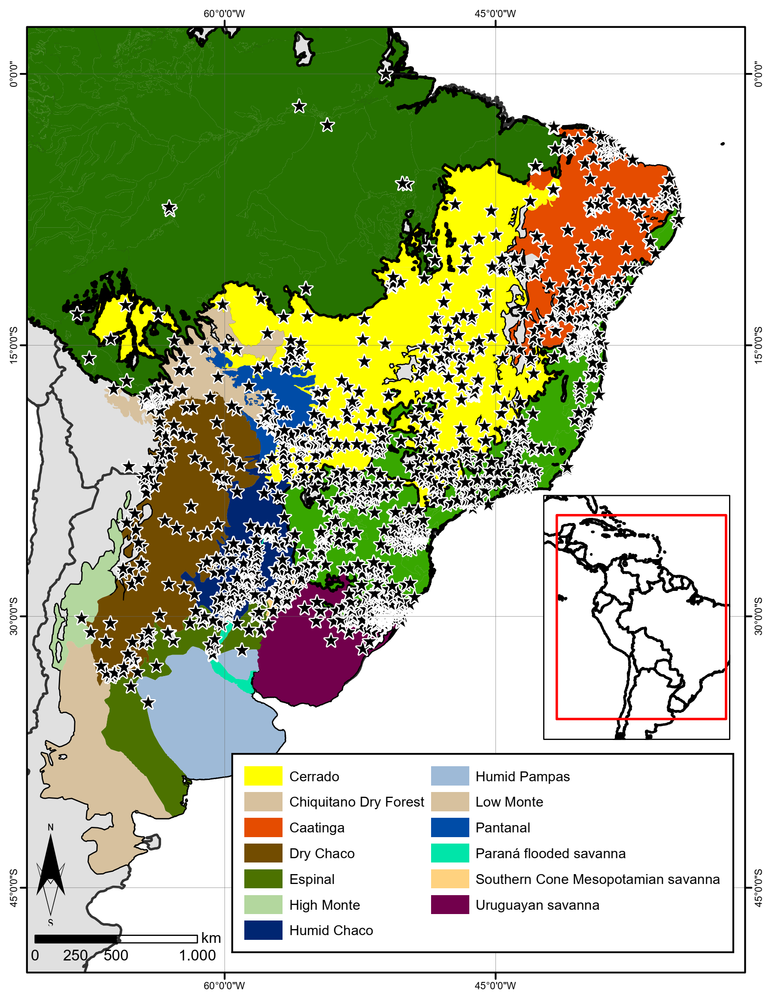 60°0'0"W 45°0'0"W
0°0'0" 0°0'0"
15°0'0"S 15°0'0"S
30°0'0"S 30°0'0"S
Cerrado Humid Pampas
Chiquitano Dry Forest Low Monte
Caatinga Pantanal
Dry Chaco Paraná flooded savanna
Espinal Southern Cone Mesopotamian savanna
High Monte Uruguayan savanna
Humid Chaco
N
45°0'0"S 45°0'0"S
S
km
0 250 500 1.000
60°0'0"W 45°0'0"W